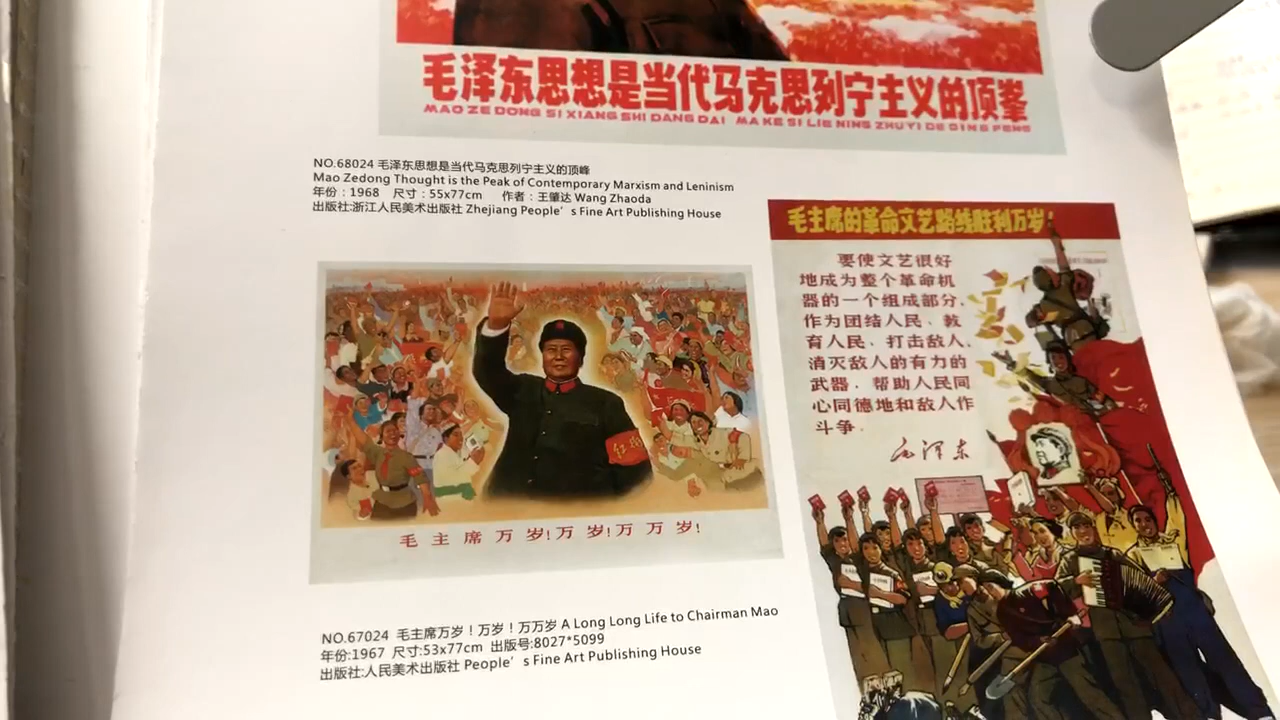 毛泽东思想是当代马克思列宁主义的顶峯
MAO ZE DONG SI XIANG SHI DANG DAI MA KE SI LIE NING ZHU YI DE DING FENG
NO.68024 毛泽东思想是当代马克思列宁主义的顶峰
Mao Zedong Thought is the Peak of Contemporary Marxism and Leninism
年份：1968 尺寸：55x77cm 作者：王肇达 Wang Zhaoda
出版社:浙江人民美术出版社 Zhejiang People's Fine Art Publishing House
毛主席的革命文艺路线胜利万岁!
要使文艺很好
地成为整个革命机
器的一个组成部分,
作为团结人民、教
育人民、打击敌人、
消灭敌人的有力的
武器，帮助人民同
心同德地和敌人作
斗争。
毛泽东
毛主席万岁!万岁!万万岁!
NO.67024 毛主席万岁！万岁！万万岁 A Long Long Life to Chairman Mao
年份:1967 尺寸:53x77cm 出版号:8027*5099
出版社:人民美术出版社 People's Fine Art Publishing House